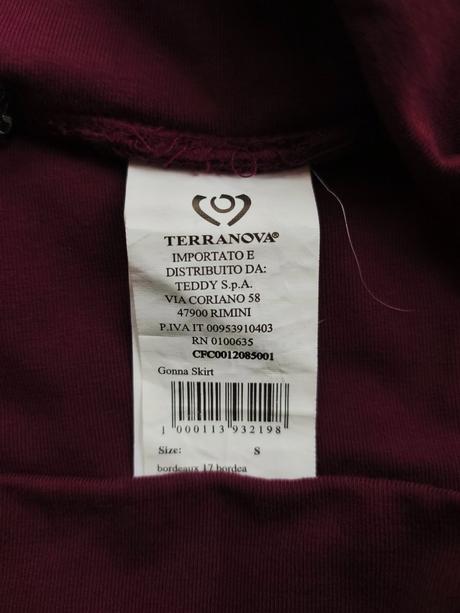 TERRANOVA®
IMPORTATO E
DISTRIBUITO DA:
TEDDY S.p.A.
VIA CORIANO 58
47900 RIMINI
P.IVA IT 00953910403
RN 0100635
CFC0012085001
Gonna Skirt
1 000113 932198
Size: S
bordeaux 17 bordea